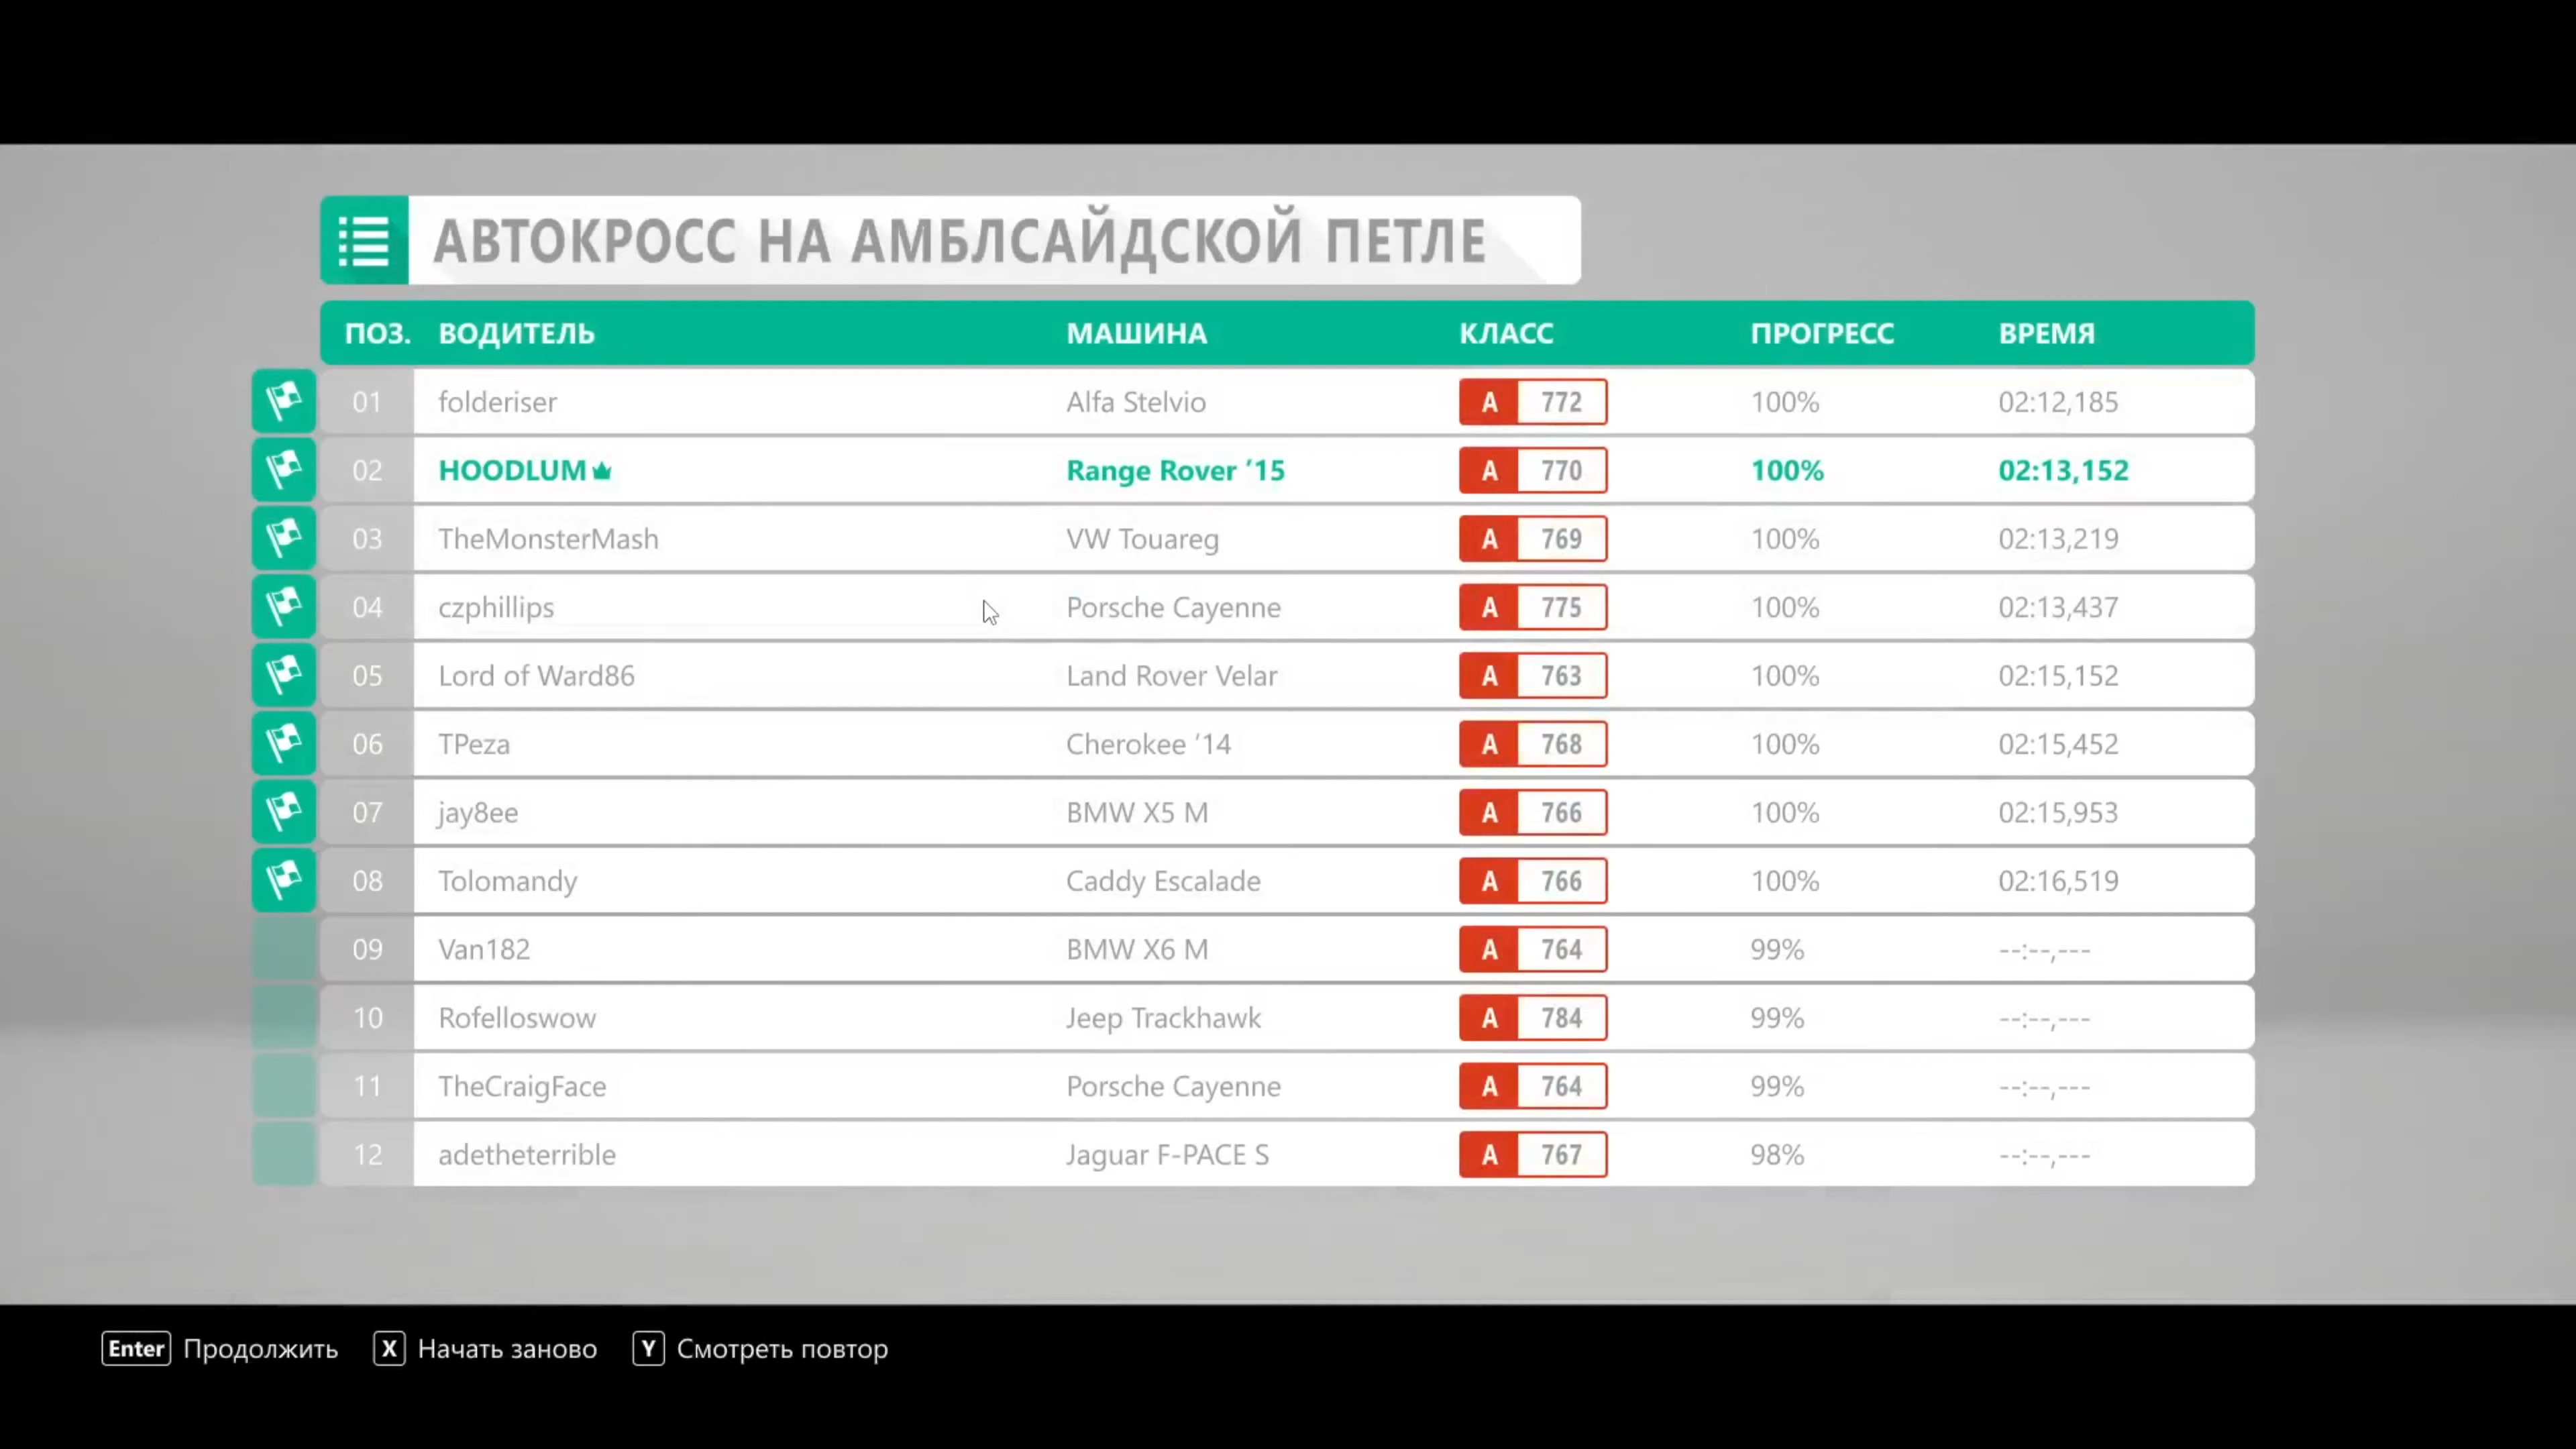 АВТОКРОСС НА АМБЛСАЙДСКОЙ ПЕТЛЕ
ПОЗ. ВОДИТЕЛЬ МАШИНА КЛАСС ПРОГРЕСС ВРЕМЯ
01 folderiser Alfa Stelvio A 772 100% 02:12,185
02 HOODLUM Range Rover ’15 A 770 100% 02:13,152
03 TheMonsterMash VW Touareg A 769 100% 02:13,219
04 czphillips Porsche Cayenne A 775 100% 02:13,437
05 Lord of Ward86 Land Rover Velar A 763 100% 02:15,152
06 TPeza Cherokee ’14 A 768 100% 02:15,452
07 jay8ee BMW X5 M A 766 100% 02:15,953
08 Tolomandy Caddy Escalade A 766 100% 02:16,519
09 Van182 BMW X6 M A 764 99% --:--,---
10 Rofelloswow Jeep Trackhawk A 784 99% --:--,---
11 TheCraigFace Porsche Cayenne A 764 99% --:--,---
12 adetheterrible Jaguar F-PACE S A 767 98% --:--,---
Enter Продолжить X Начать заново Y Смотреть повтор